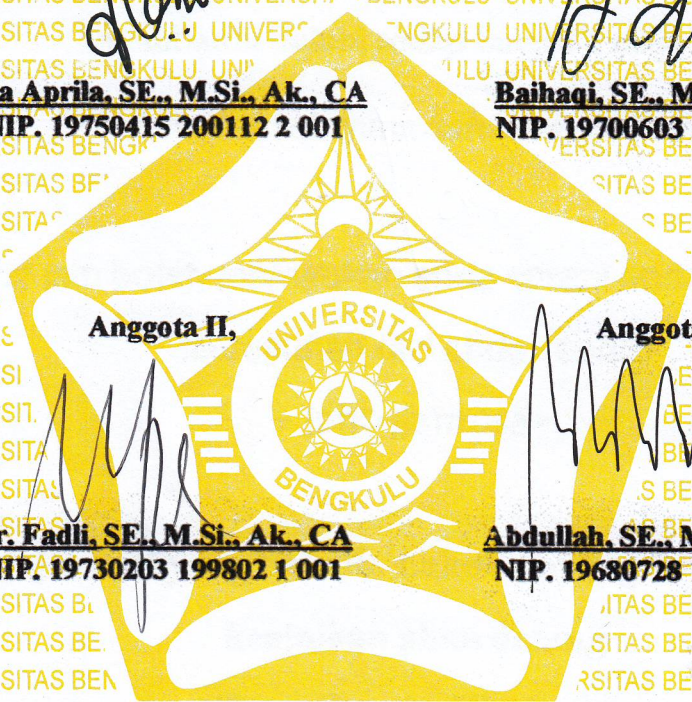 a Aprila, SE., M.Si., Ak., CA
NIP. 19750415 200112 2 001
Baihaqi, SE., M
NIP. 19700603
Anggota II,
Anggot
UNIVERSITAS
BENGKULU
r. Fadli, SE., M.Si., Ak., CA
NIP. 19730203 199802 1 001
Abdullah, SE., M
NIP. 19680728